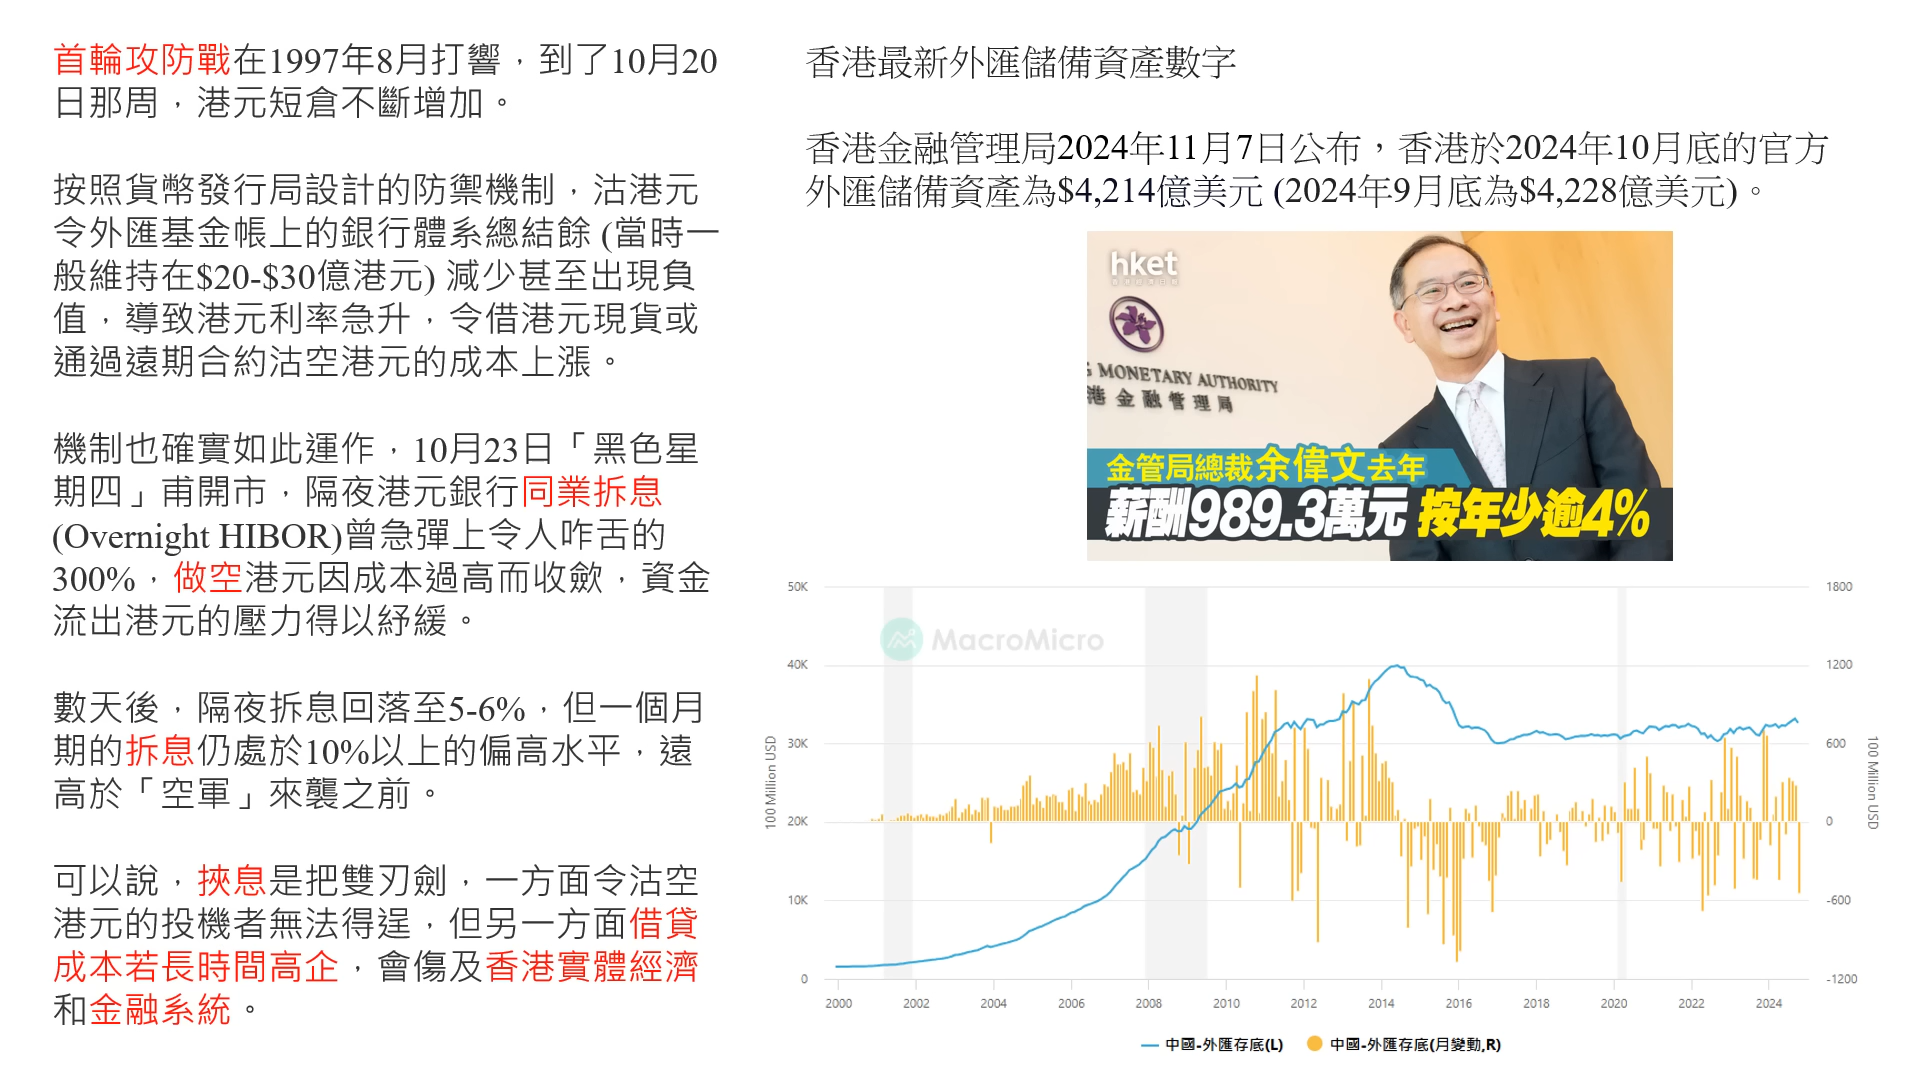 首輪攻防戰在1997年8月打響，到了10月20
日那周，港元短倉不斷增加。
按照貨幣發行局設計的防禦機制，沽港元
令外匯基金帳上的銀行體系總結餘 (當時一
般維持在$20-$30億港元) 減少甚至出現負
值，導致港元利率急升，令借港元現貨或
通過遠期合約沽空港元的成本上漲。
機制也確實如此運作，10月23日「黑色星
期四」甫開市，隔夜港元銀行同業拆息
(Overnight HIBOR)曾急彈上令人咋舌的
300%，做空港元因成本過高而收歛，資金
流出港元的壓力得以紓緩。
數天後，隔夜拆息回落至5-6%，但一個月
期的拆息仍處於10%以上的偏高水平，遠
高於「空軍」來襲之前。
可以說，挾息是把雙刃劍，一方面令沽空
港元的投機者無法得逞，但另一方面借貸
成本若長時間高企，會傷及香港實體經濟
和金融系統。
香港最新外匯儲備資產數字
香港金融管理局2024年11月7日公布，香港於2024年10月底的官方
外匯儲備資產為$4,214億美元 (2024年9月底為$4,228億美元)。
hket
G MONETARY AUTHORITY
港金融管理局
金管局總裁余偉文去年
薪酬989.3萬元 按年少逾4%
MacroMicro
50K
40K
30K
20K
10K
0
100 Million USD
1800
1200
600
0
-600
-1200
100 Million USD
2000 2002 2004 2006 2008 2010 2012 2014 2016 2018 2020 2022 2024
中國-外匯存底(L) 中國-外匯存底(月變動,R)